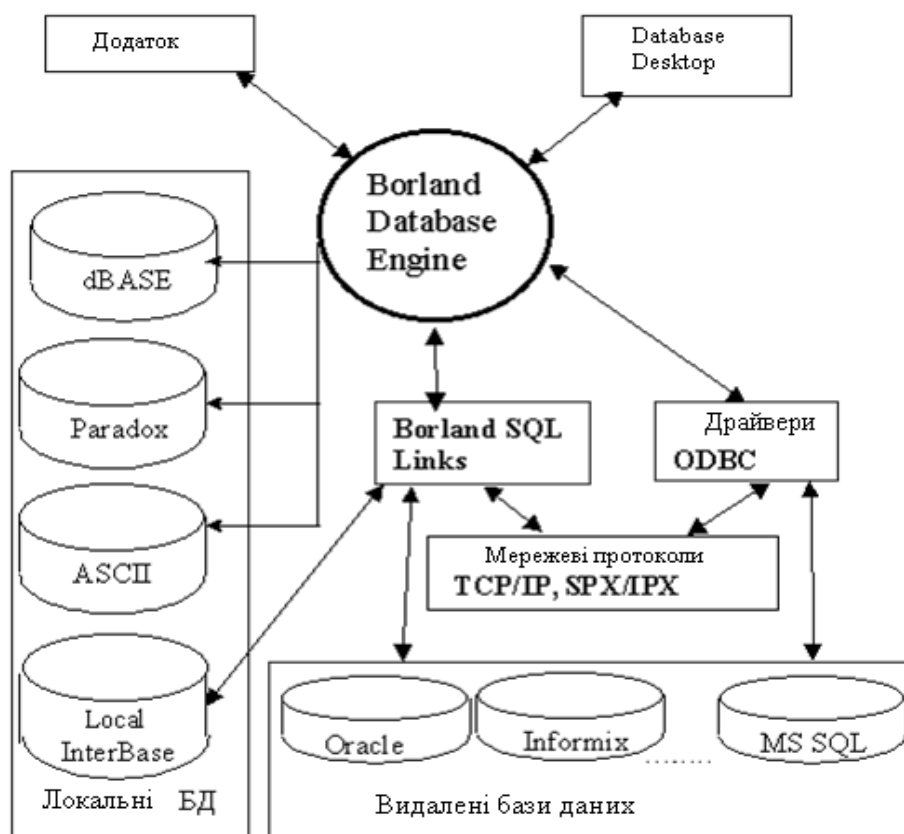 Додаток
Database
Desktop
Borland
Database
Engine
dBASE
Paradox
ASCII
Local
InterBase
Локальні БД
Borland SQL
Links
Драйвери
ODBC
Мережеві протоколи
TCP/IP, SPX/IPX
Oracle
Informix
........
MS SQL
Видалені бази даних